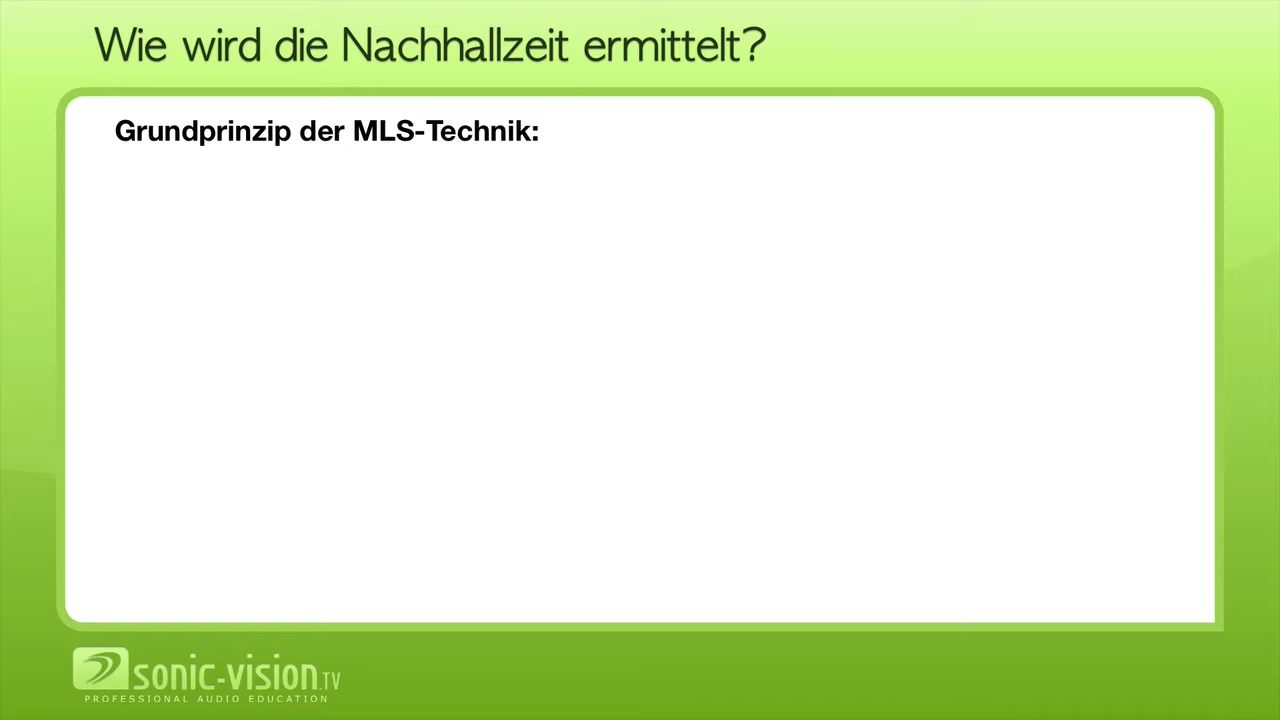 Wie wird die Nachhallzeit ermittelt?
Grundprinzip der MLS-Technik:
sonic-vision.TV
PROFESSIONAL AUDIO EDUCATION